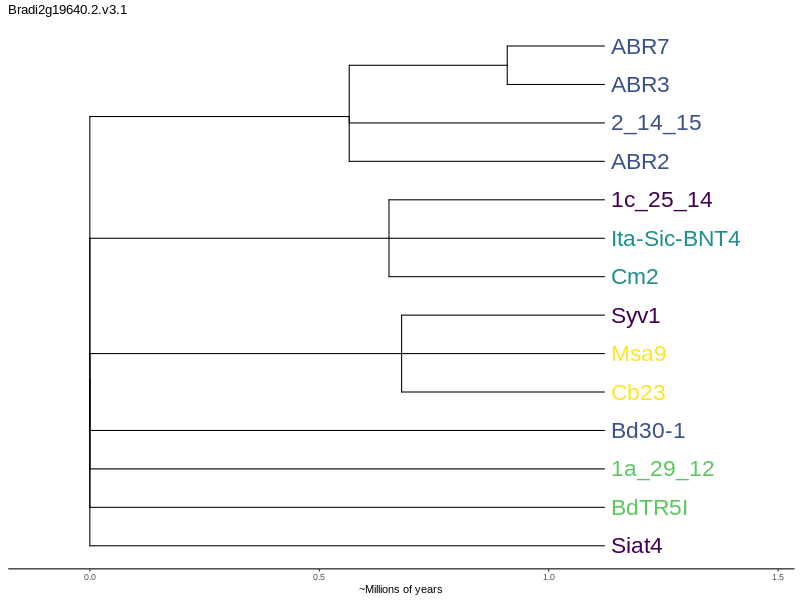 Bradi2g19640.2.v3.1
ABR7
ABR3
2_14_15
ABR2
1c_25_14
Ita-Sic-BNT4
Cm2
Syv1
Msa9
Cb23
Bd30-1
1a_29_12
BdTR5I
Siat4
0.0 0.5 1.0 1.5
~Millions of years